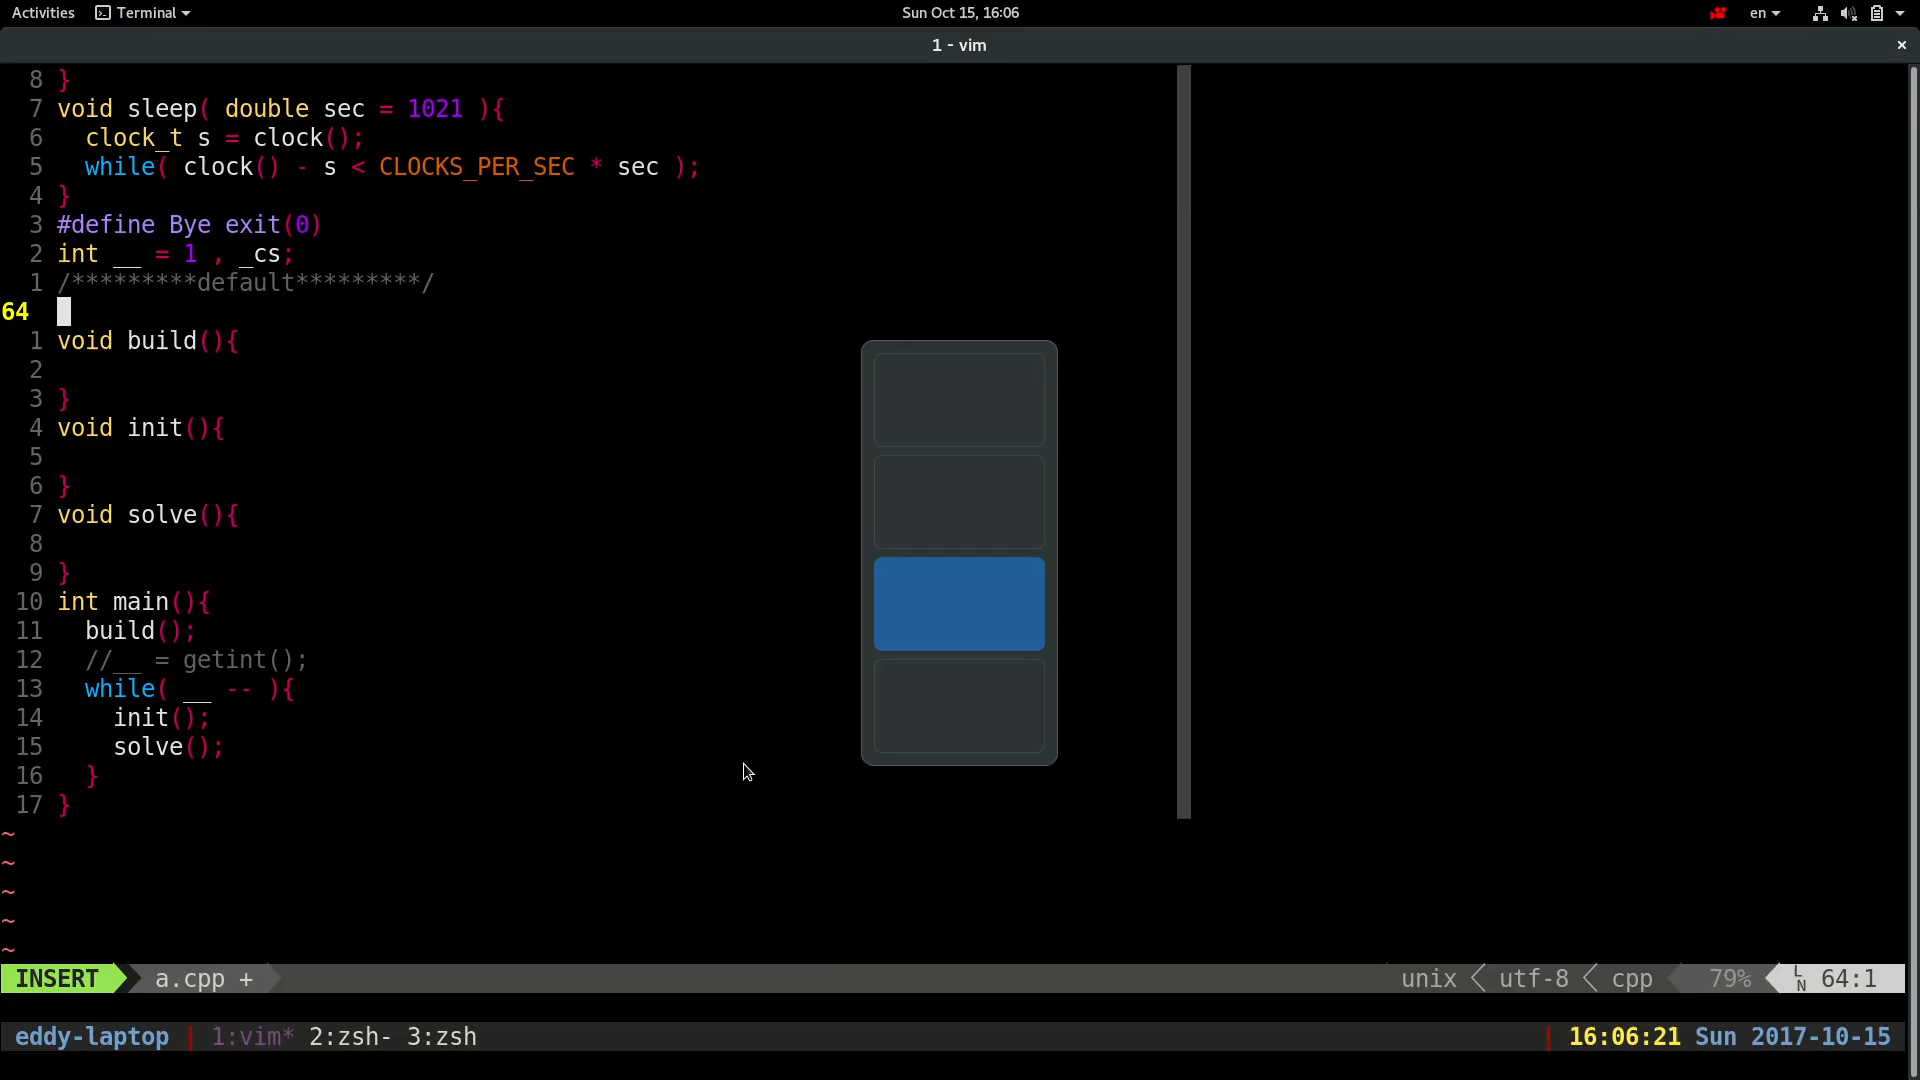 Activities Terminal Sun Oct 15, 16:06 en
1 - vim
8 }
7 void sleep( double sec = 1021 ){
6   clock_t s = clock();
5   while( clock() - s < CLOCKS_PER_SEC * sec );
4 }
3 #define Bye exit(0)
2 int __ = 1 , _cs;
1 /*********default*********/
64
1 void build(){
2
3 }
4 void init(){
5
6 }
7 void solve(){
8
9 }
10 int main(){
11   build();
12   //__ = getint();
13   while( __ -- ){
14     init();
15     solve();
16   }
17 }
~
~
~
~
~
INSERT a.cpp + unix utf-8 cpp 79% LN 64:1
eddy-laptop | 1:vim* 2:zsh- 3:zsh | 16:06:21 Sun 2017-10-15